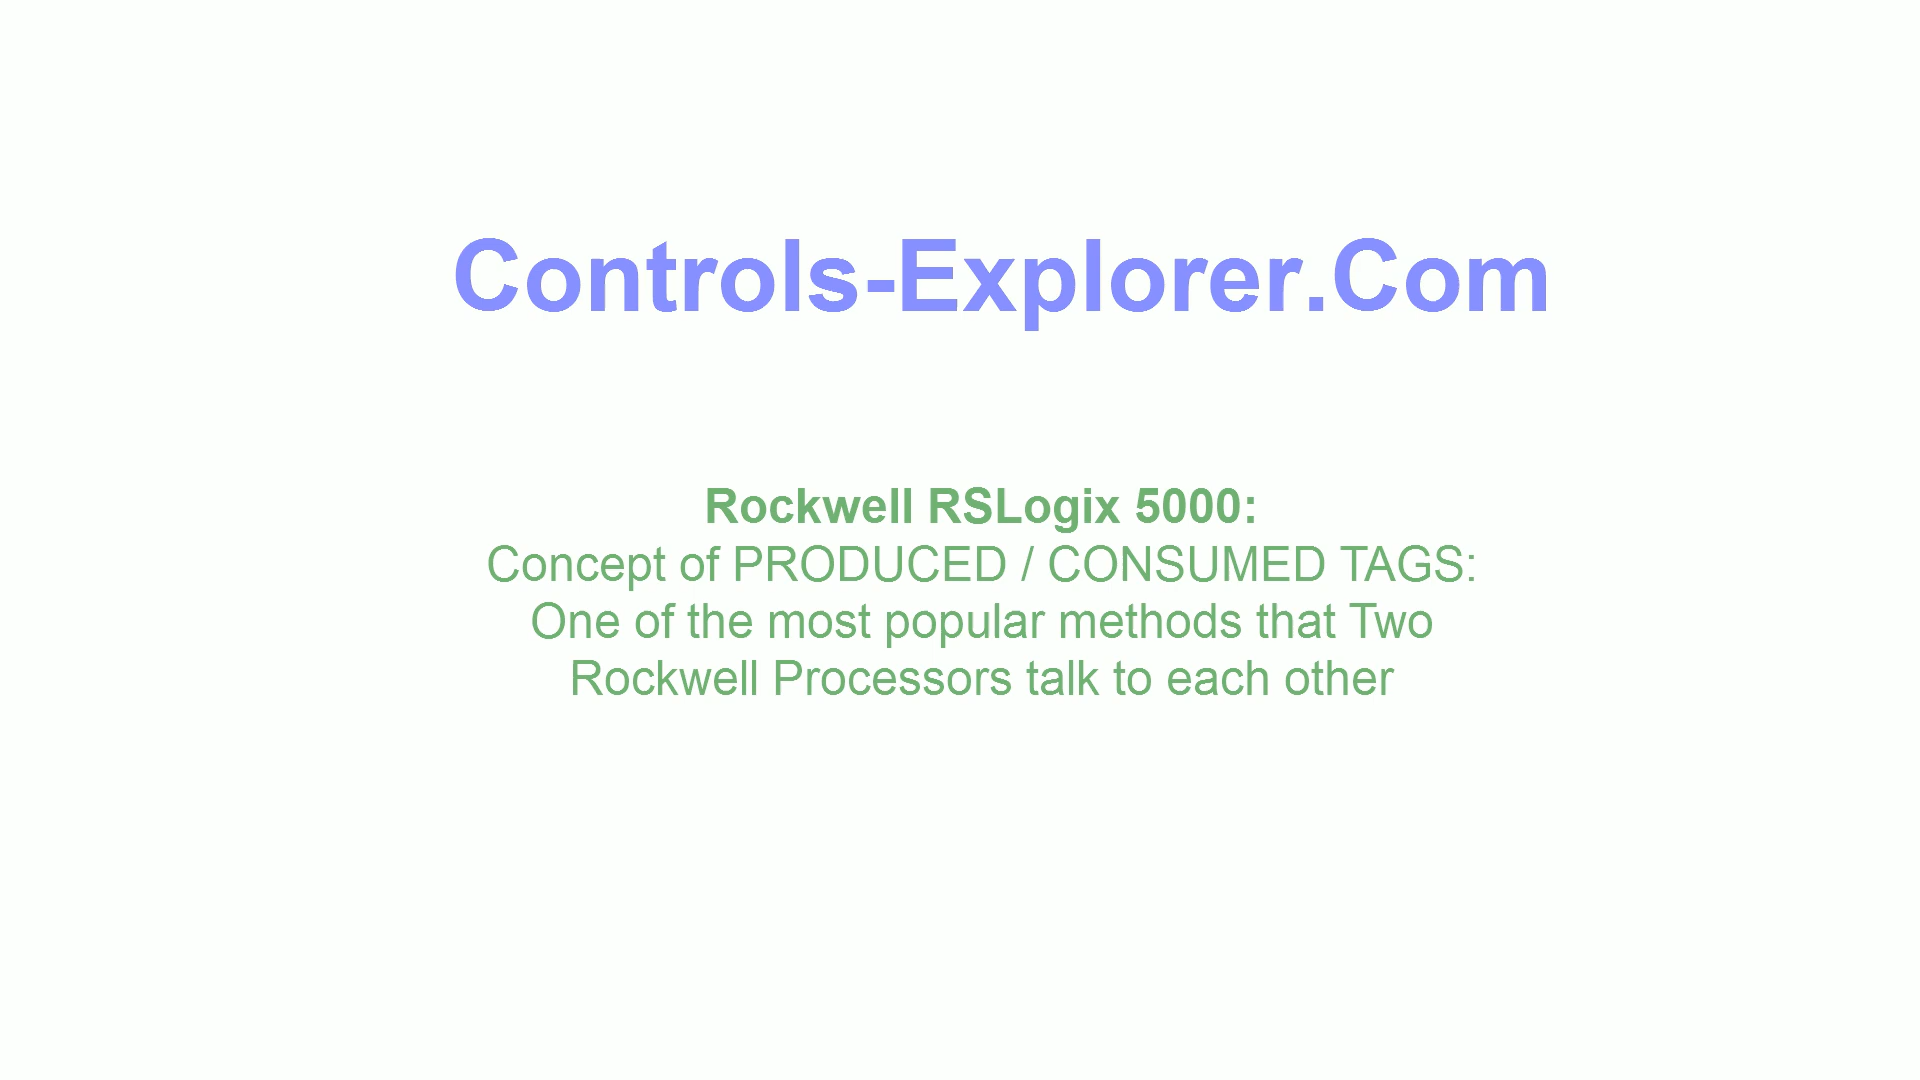 Controls-Explorer.Com
Rockwell RSLogix 5000:
Concept of PRODUCED / CONSUMED TAGS:
One of the most popular methods that Two
Rockwell Processors talk to each other